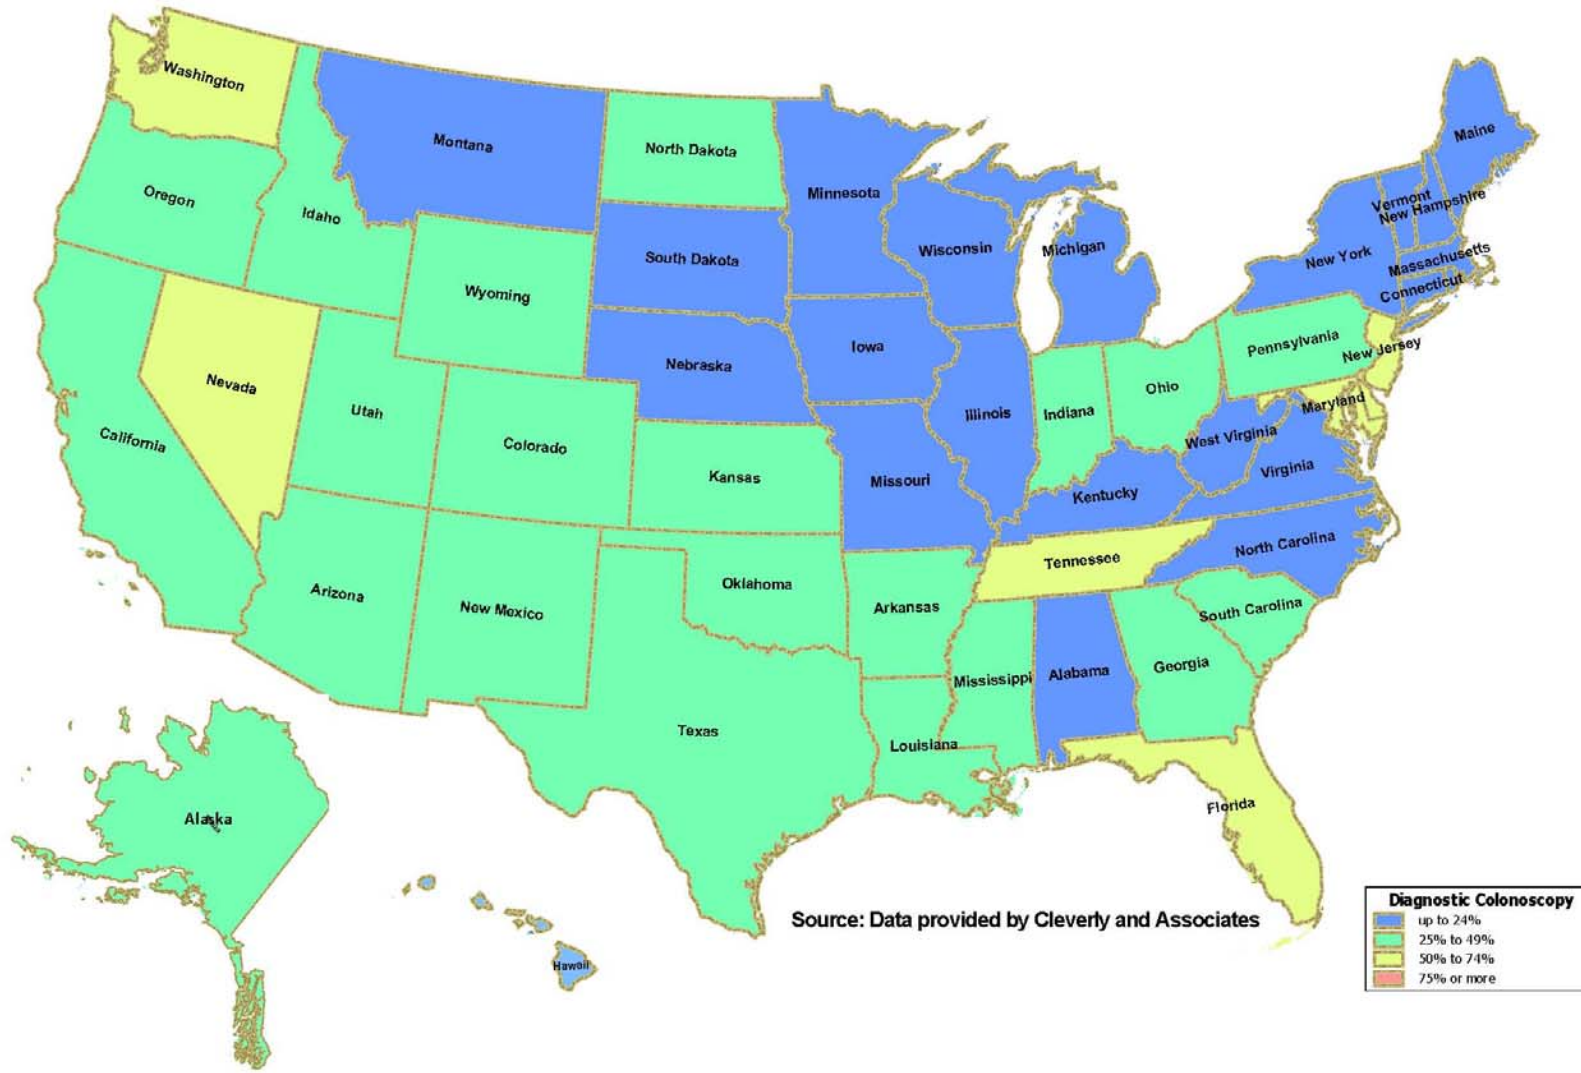 Washington
Montana
North Dakota
Minnesota
Maine
Oregon
Idaho
Vermont
New Hampshire
Wisconsin
Michigan
South Dakota
New York
Massachusetts
Connecticut
Wyoming
Iowa
Nebraska
Pennsylvania
New Jersey
Nevada
Utah
Ohio
Indiana
Illinois
Maryland
California
Colorado
West Virginia
Virginia
Kansas
Missouri
Kentucky
North Carolina
Tennessee
Arizona
New Mexico
Oklahoma
Arkansas
South Carolina
Georgia
Alabama
Mississippi
Texas
Louisiana
Florida
Alaska
Hawaii
Source: Data provided by Cleverly and Associates
Diagnostic Colonoscopy
up to 24%
25% to 49%
50% to 74%
75% or more